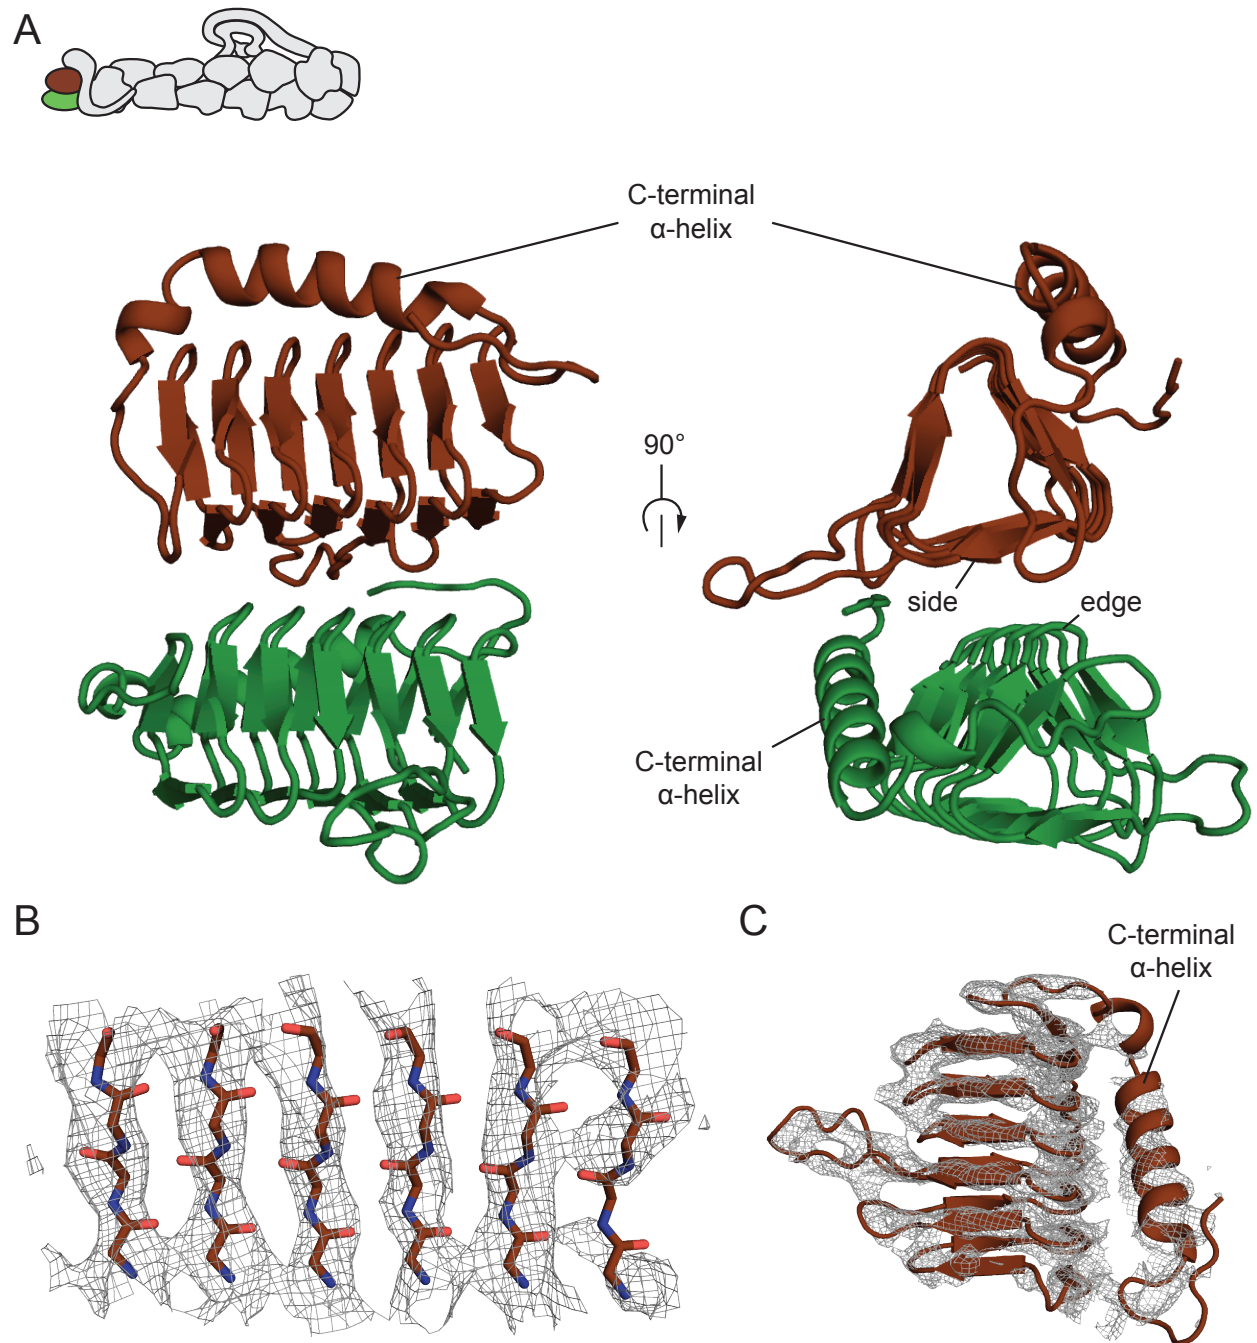 A
C-terminal
α-helix
90°
side
edge
C-terminal
α-helix
B
C
C-terminal
α-helix